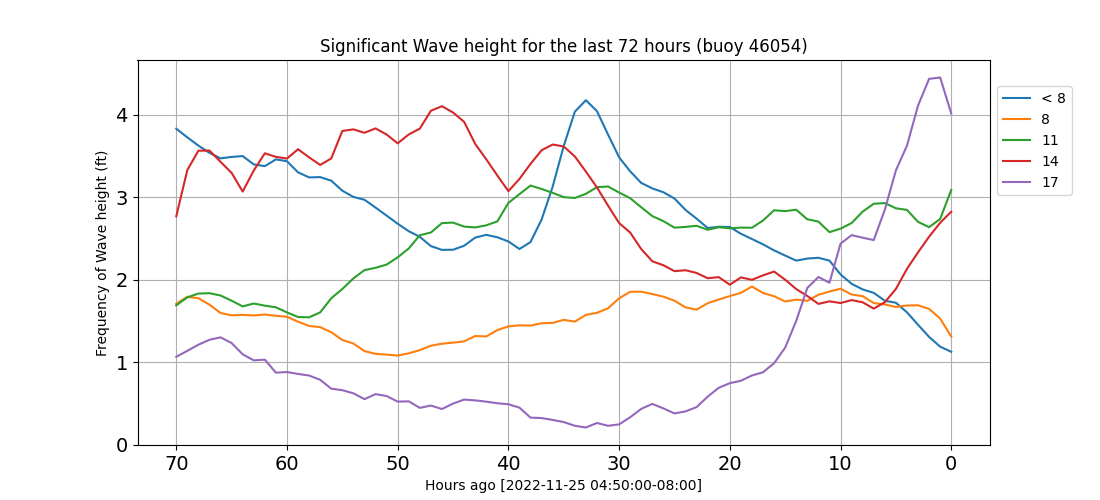 Significant Wave height for the last 72 hours (buoy 46054)
Frequency of Wave height (ft)
4
3
2
1
0
70 60 50 40 30 20 10 0
Hours ago [2022-11-25 04:50:00-08:00]
< 8
8
11
14
17